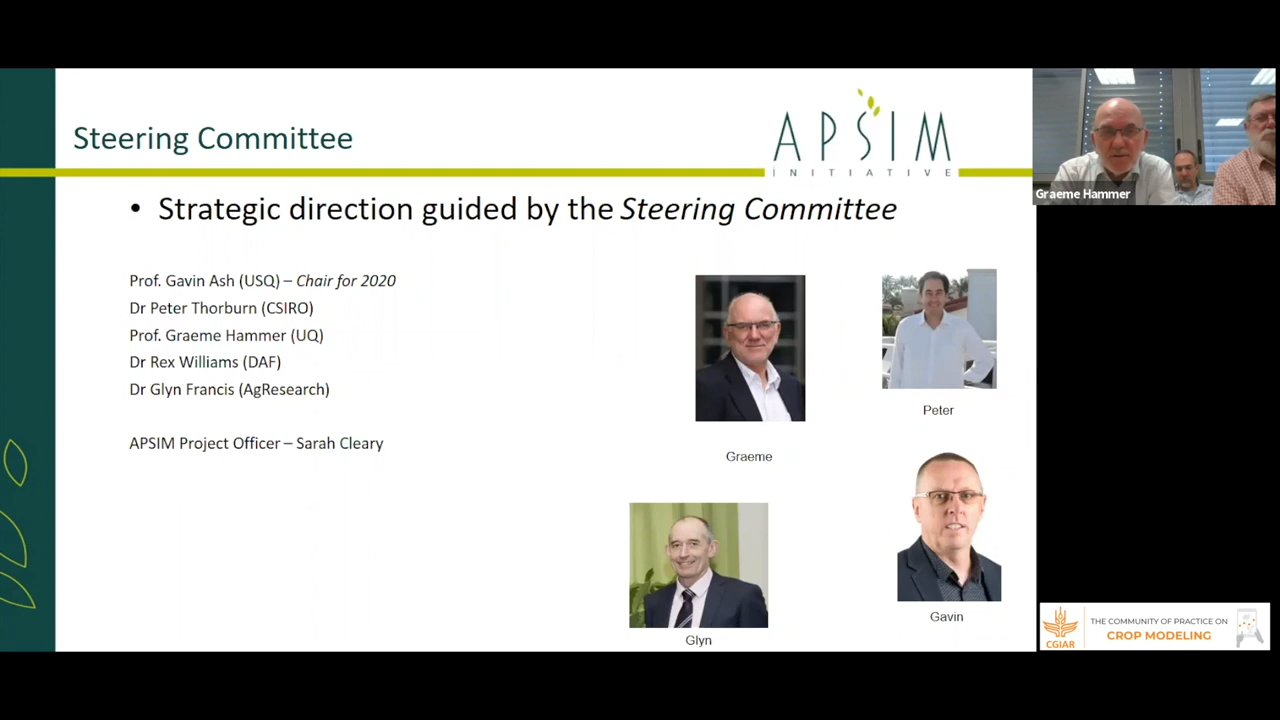 Steering Committee
APSIM
INITIATIVE
• Strategic direction guided by the Steering Committee
Prof. Gavin Ash (USQ) – Chair for 2020
Dr Peter Thorburn (CSIRO)
Prof. Graeme Hammer (UQ)
Dr Rex Williams (DAF)
Dr Glyn Francis (AgResearch)
APSIM Project Officer – Sarah Cleary
Graeme
Peter
Glyn
Gavin
Graeme Hammer
CGIAR
THE COMMUNITY OF PRACTICE ON
CROP MODELING